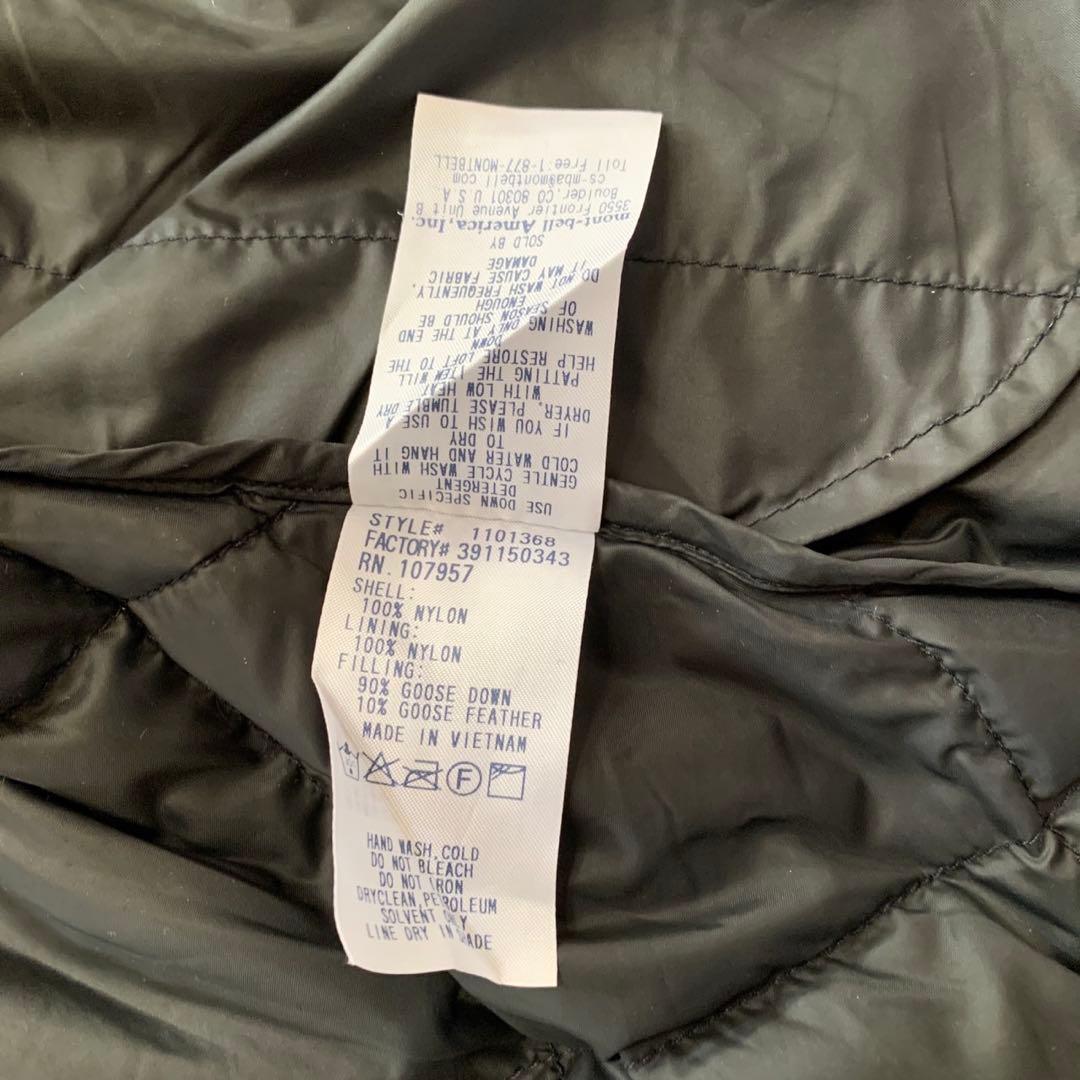 USE DOWN SPECIFIC
DETERGENT
GENTLE CYCLE WASH WITH
COLD WATER AND HANG IT
TO DRY
IF YOU WISH TO USE A
DRYER, PLEASE TUMBLE DRY
WITH LOW HEAT
PATTING THE ITEM WILL
HELP RESTORE LOFT TO THE
DOWN
WASHING ONLY AT THE END
OF SEASON SHOULD BE
ENOUGH
DO NOT WASH FREQUENTLY,
IT MAY CAUSE FABRIC
DAMAGE
SOLD BY
mont-bell America, Inc.
3550 Frontier Avenue Unit B
Boulder, CO 80301 U.S.A
cs-mba@montbell com
Toll Free:1-877-MONTBELL
STYLE# 1101368
FACTORY# 391150343
RN. 107957
SHELL:
100% NYLON
LINING:
100% NYLON
FILLING:
90% GOOSE DOWN
10% GOOSE FEATHER
MADE IN VIETNAM
F
HAND WASH,COLD
DO NOT BLEACH
DO NOT IRON
DRYCLEAN, PETROLEUM
SOLVENT ONLY
LINE DRY IN SHADE